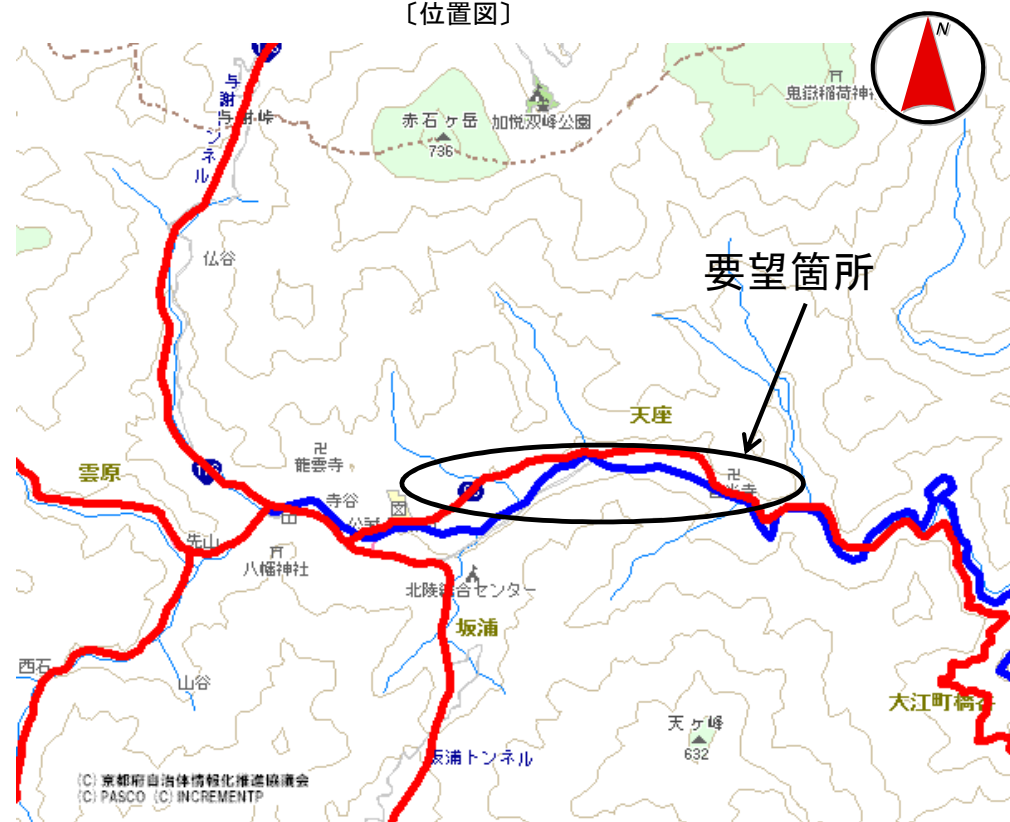 〔位置図〕
N
与謝トンネル
与謝峠
赤石ヶ岳
736
加悦双峰公園
鬼嶽稲荷神
仏谷
要望箇所
天座
雲原
龍雲寺
寺谷
先山
八幡神社
北陵総合センター
坂浦
西石
山谷
大江町橋谷
天ヶ峰
632
坂浦トンネル
(C) 京都府自治体情報化推進協議会
(C) PASCO (C) INCREMENTP